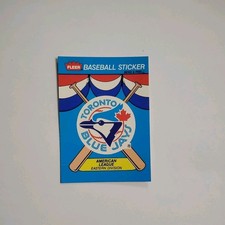 FLEER
BASEBALL STICKER
TORONTO
BLUE JAYS
AMERICAN
LEAGUE
EASTERN DIVISION